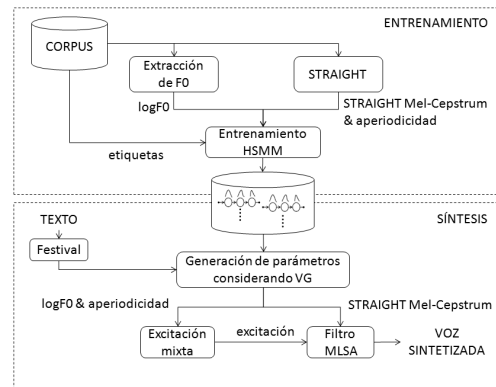 ENTRENAMIENTO
CORPUS
Extracción
de F0
STRAIGHT
logF0
STRAIGHT Mel-Cepstrum
& aperiodicidad
Entrenamiento
HSMM
etiquetas
TEXTO
SÍNTESIS
Festival
Generación de parámetros
considerando VG
logF0 & aperiodicidad
STRAIGHT Mel-Cepstrum
Excitación
mixta
excitación
Filtro
MLSA
VOZ
SINTETIZADA